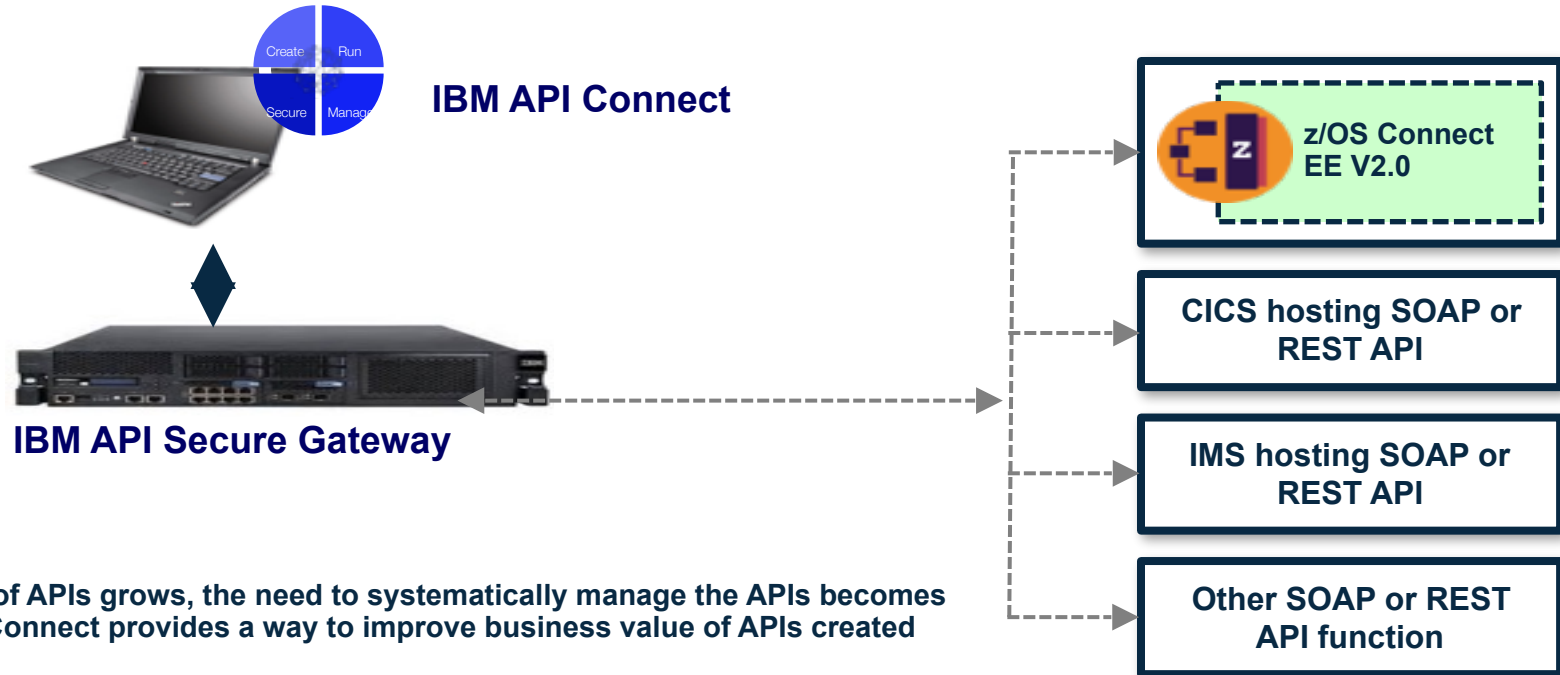 Create
Run
Secure
Manage
IBM API Connect
z/OS Connect
EE V2.0
Z
CICS hosting SOAP or
REST API
IBM API Secure Gateway
IMS hosting SOAP or
REST API
of APIs grows, the need to systematically manage the APIs becomes
Connect provides a way to improve business value of APIs created
Other SOAP or REST
API function